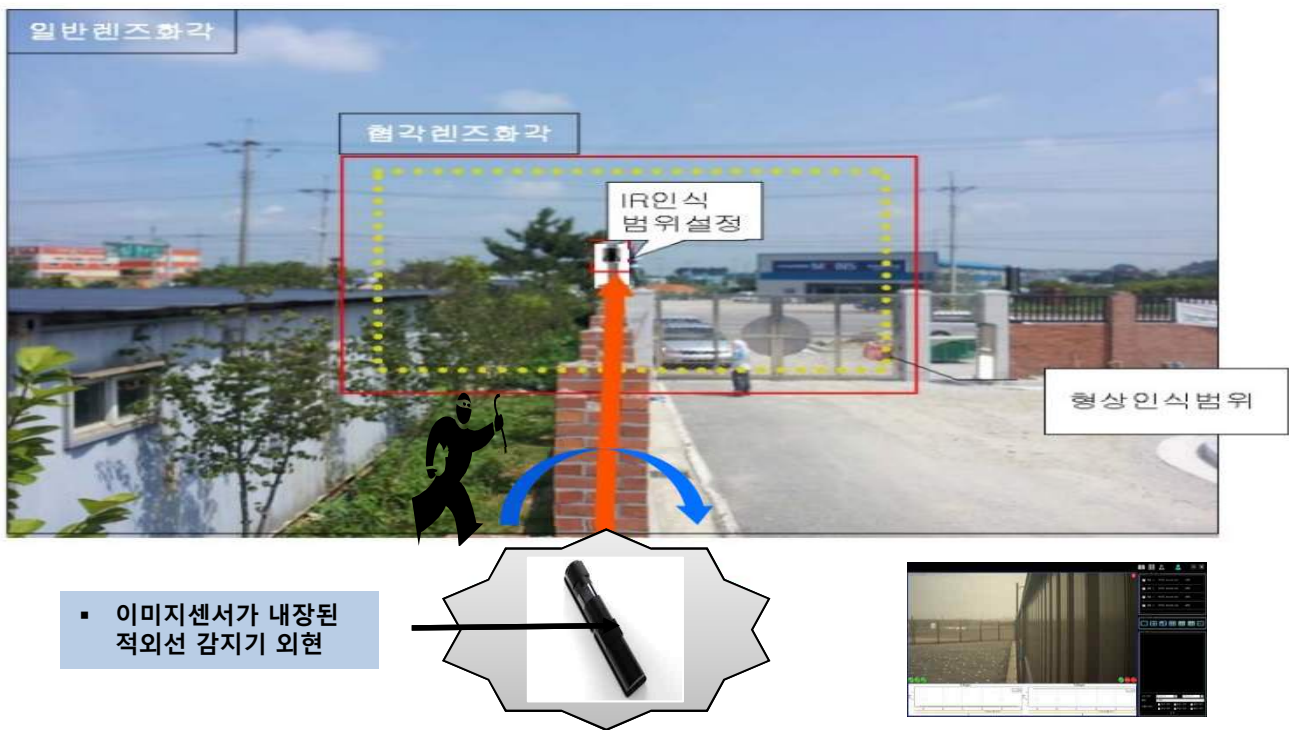 일반렌즈화각
협각렌즈화각
IR인식
범위설정
형상인식범위
▪ 이미지센서가 내장된
적외선 감지기 외현